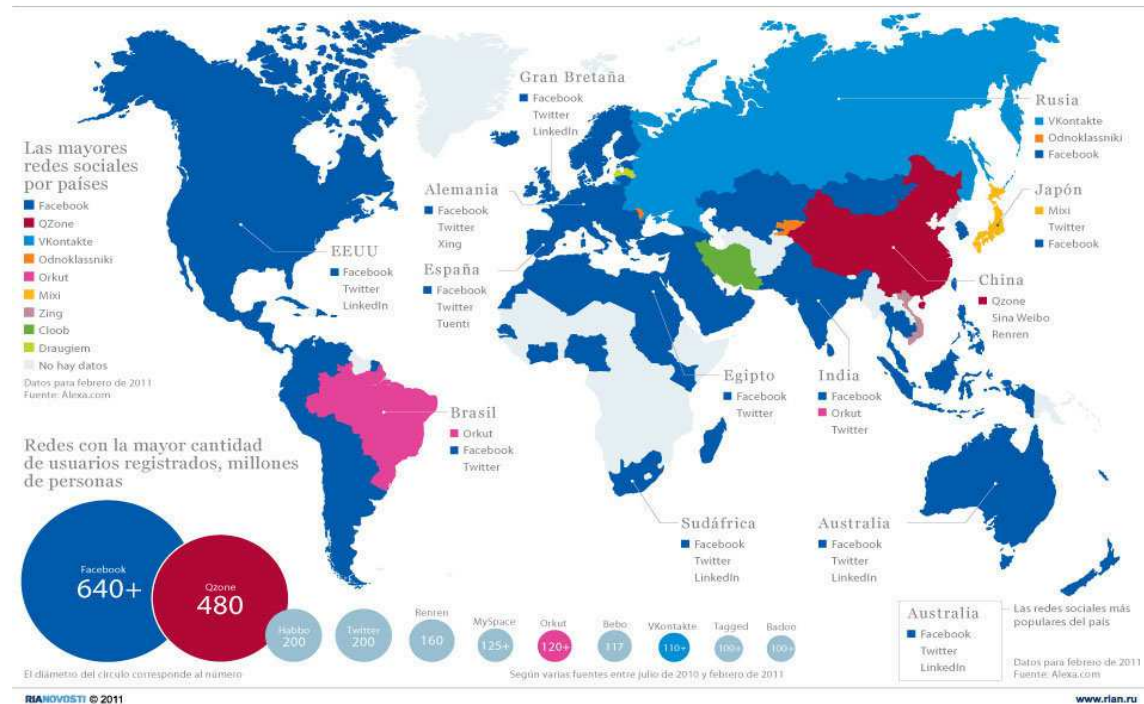 Gran Bretaña
Facebook
Twitter
LinkedIn
Rusia
VKontakte
Odnoklassniki
Facebook
Las mayores
redes sociales
por países
Facebook
QZone
VKontakte
Odnoklassniki
Orkut
Mixi
Zing
Cloob
Draugiem
No hay datos
Datos para febrero de 2011
Fuente: Alexa.com
Alemania
Facebook
Twitter
Xing
Japón
Mixi
Twitter
Facebook
EEUU
Facebook
Twitter
LinkedIn
España
Facebook
Twitter
Tuenti
China
Qzone
Sina Weibo
Renren
Egipto
Facebook
Twitter
India
Facebook
Orkut
Twitter
Brasil
Orkut
Facebook
Twitter
Sudáfrica
Facebook
Twitter
LinkedIn
Australia
Facebook
Twitter
LinkedIn
Redes con la mayor cantidad
de usuarios registrados, millones
de personas
Facebook
640+
Qzone
480
Habbo
200
Twitter
200
Renren
160
MySpace
125+
Orkut
120+
Bebo
117
VKontakte
110+
Tagged
100+
Badoo
100+
Australia
Facebook
Twitter
LinkedIn
Las redes sociales más
populares del país
Datos para febrero de 2011
Fuente: Alexa.com
El diámetro del círculo corresponde al número
Según varias fuentes entre julio de 2010 y febrero de 2011
RIANOVOSTI © 2011
www.rian.ru